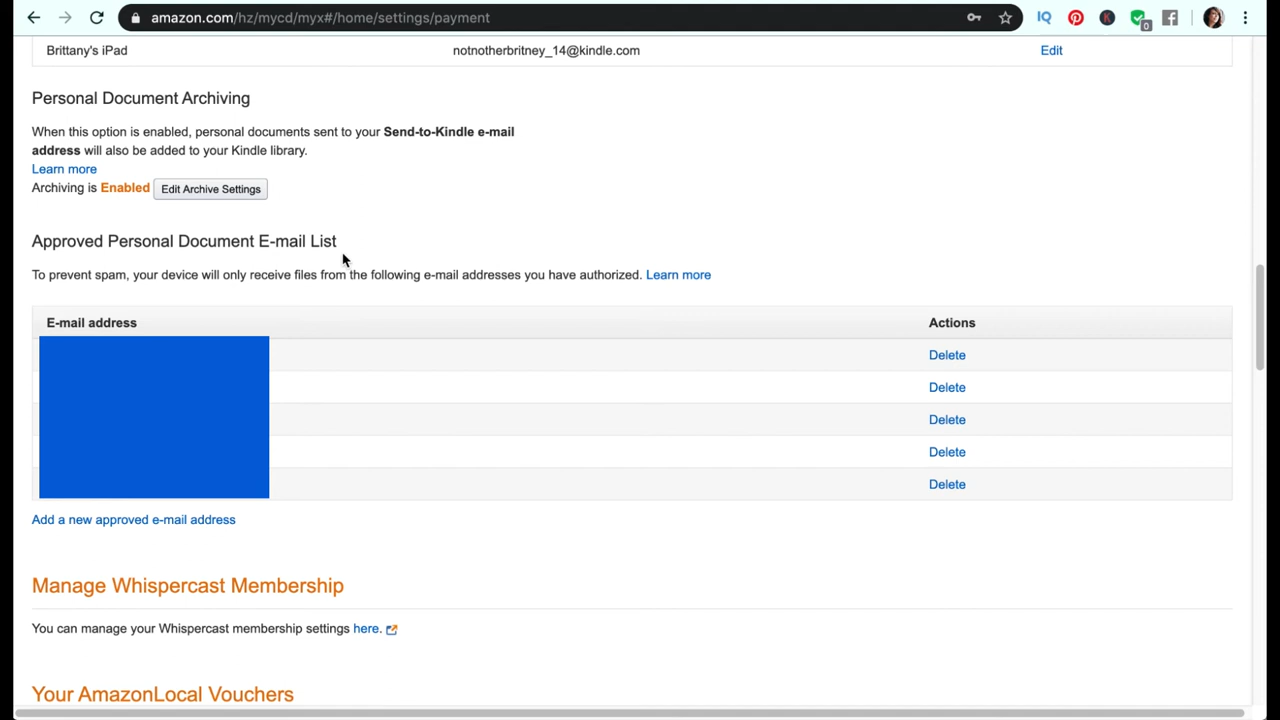 amazon.com/hz/mycd/myx#/home/settings/payment
IQ
K
0
Brittany's iPad notnotherbritney_14@kindle.com Edit
Personal Document Archiving
When this option is enabled, personal documents sent to your Send-to-Kindle e-mail
address will also be added to your Kindle library.
Learn more
Archiving is Enabled Edit Archive Settings
Approved Personal Document E-mail List
To prevent spam, your device will only receive files from the following e-mail addresses you have authorized. Learn more
E-mail address Actions
Delete
Delete
Delete
Delete
Delete
Add a new approved e-mail address
Manage Whispercast Membership
You can manage your Whispercast membership settings here.
Your AmazonLocal Vouchers